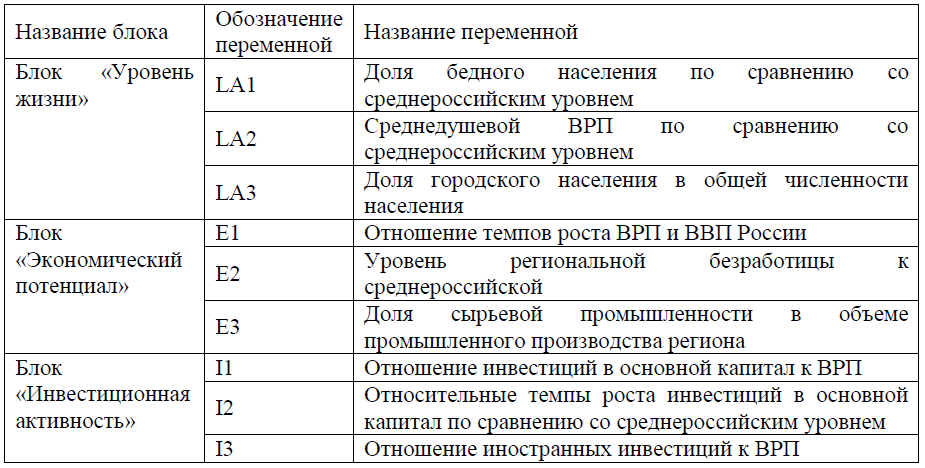 Название блока
Обозначение
переменной
Название переменной
Блок «Уровень
жизни»
LA1
Доля бедного населения по сравнению со
среднероссийским уровнем
LA2
Среднедушевой ВРП по сравнению со
среднероссийским уровнем
LA3
Доля городского населения в общей численности
населения
Блок
«Экономический
потенциал»
E1
Отношение темпов роста ВРП и ВВП России
E2
Уровень региональной безработицы к
среднероссийской
E3
Доля сырьевой промышленности в объеме
промышленного производства региона
Блок
«Инвестиционная
активность»
I1
Отношение инвестиций в основной капитал к ВРП
I2
Относительные темпы роста инвестиций в основной
капитал по сравнению со среднероссийским уровнем
I3
Отношение иностранных инвестиций к ВРП